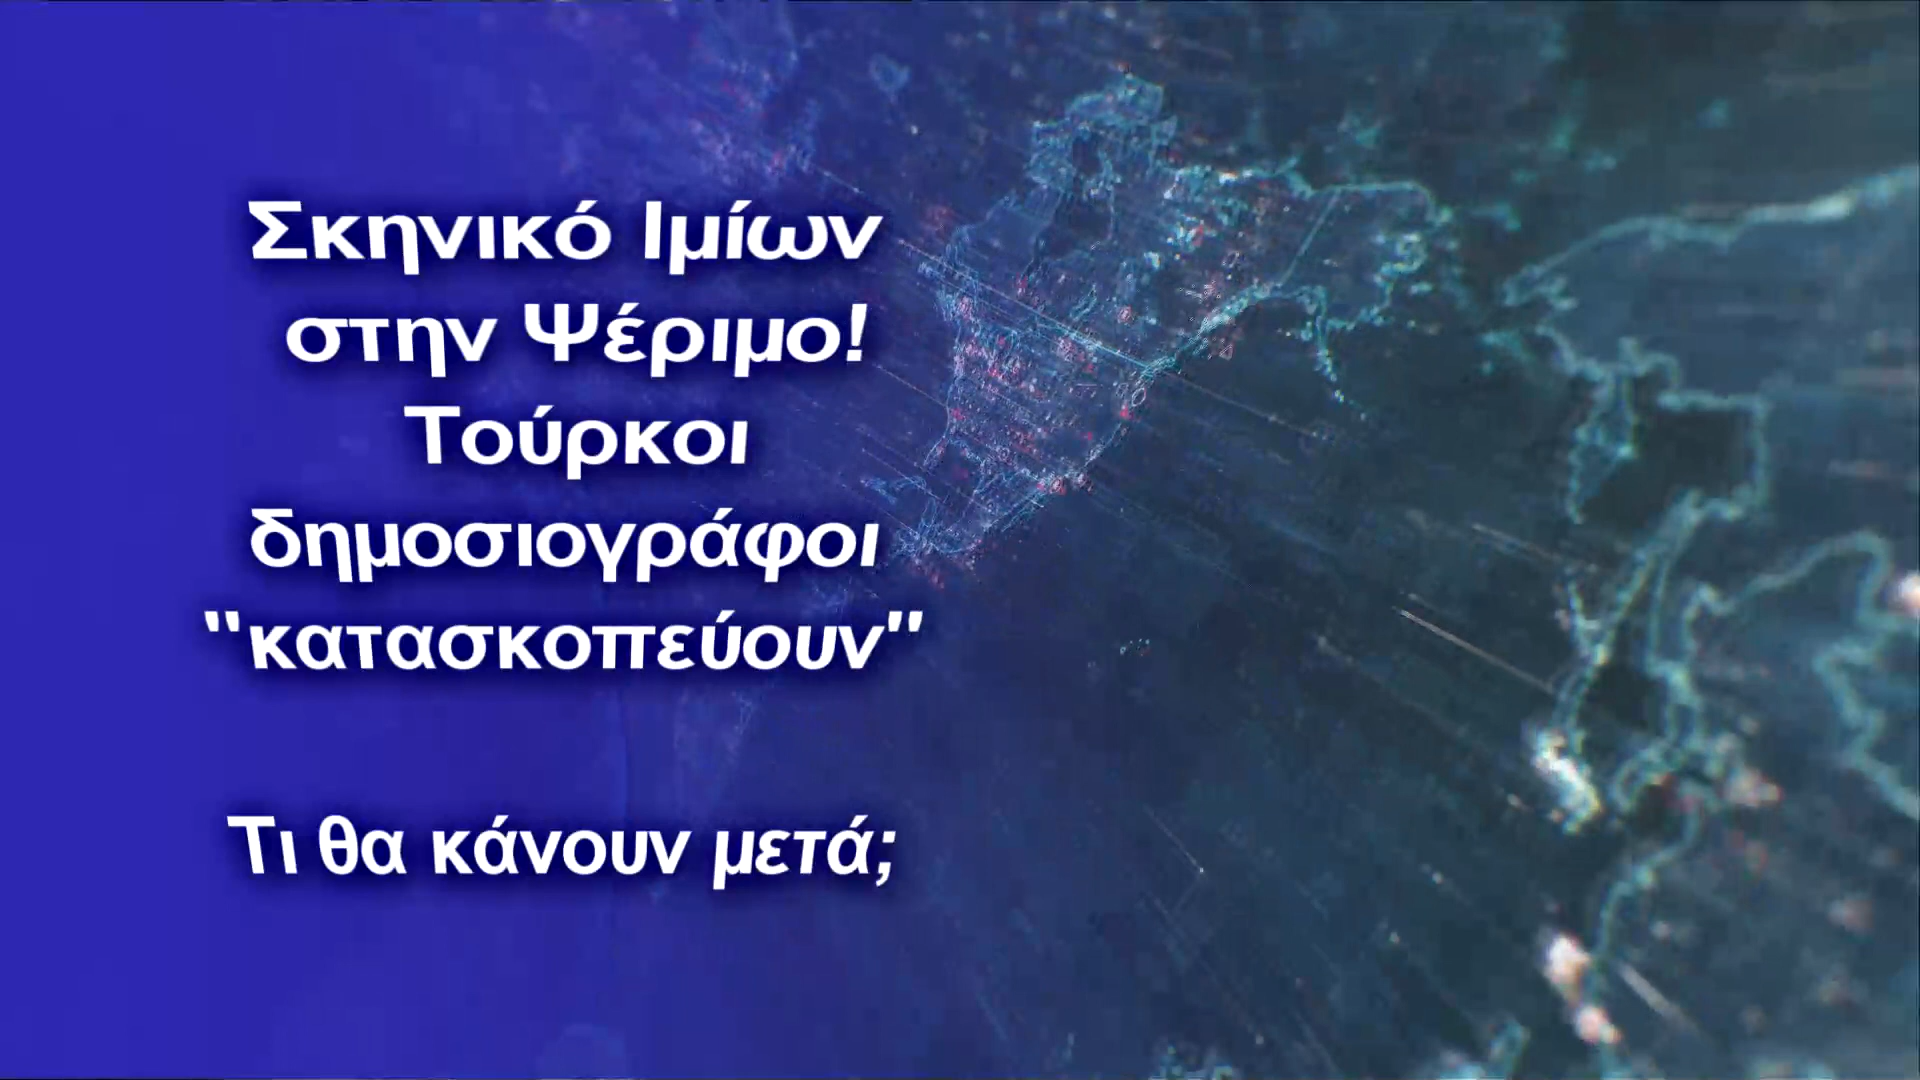 Σκηνικό Ιμίων
στην Ψέριμο!
Τούρκοι
δημοσιογράφοι
"κατασκοπεύουν"
Τι θα κάνουν μετά;